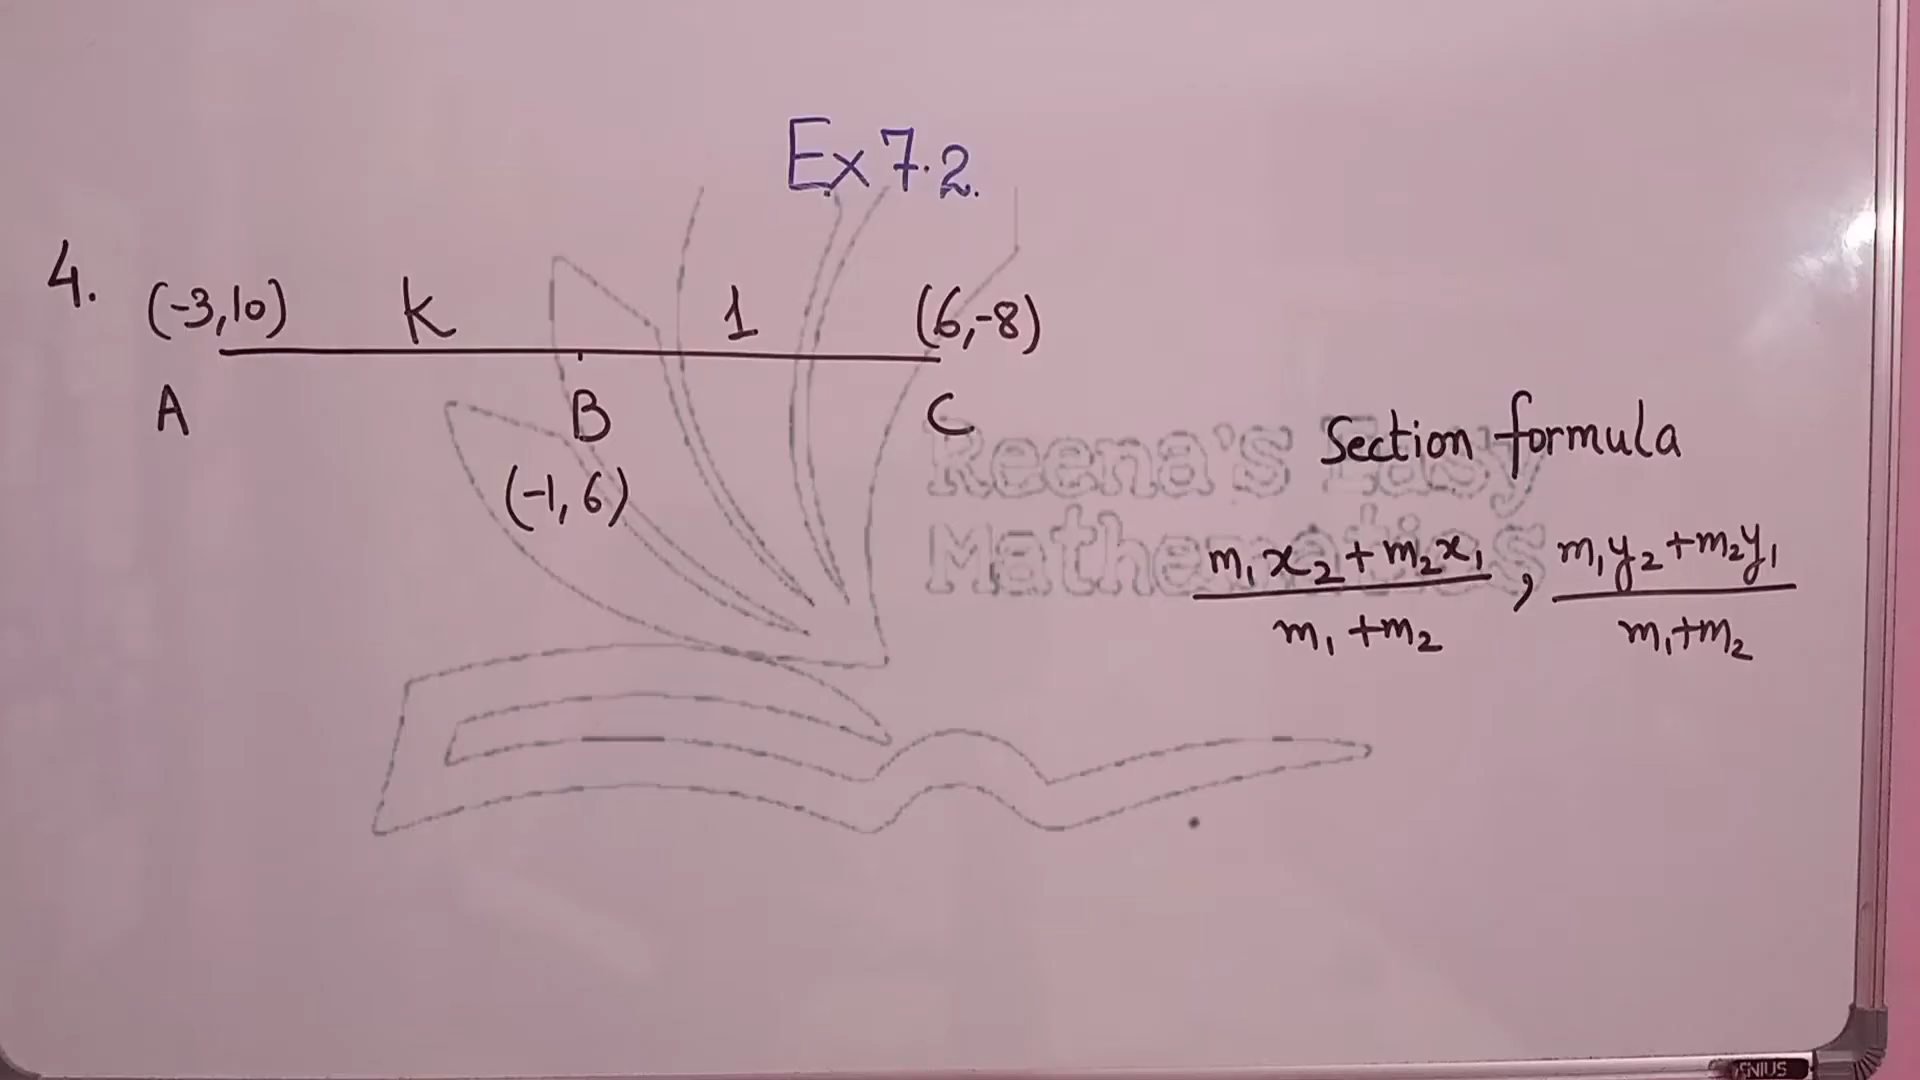 Ex 7.2.
4.
(-3,10) K 1 (6,-8)
A B C
(-1, 6)
Section formula
Reena's Easy
Mathematics
m₁x₂+m₂x₁ / m₁+m₂ , m₁y₂+m₂y₁ / m₁+m₂
ENIUS